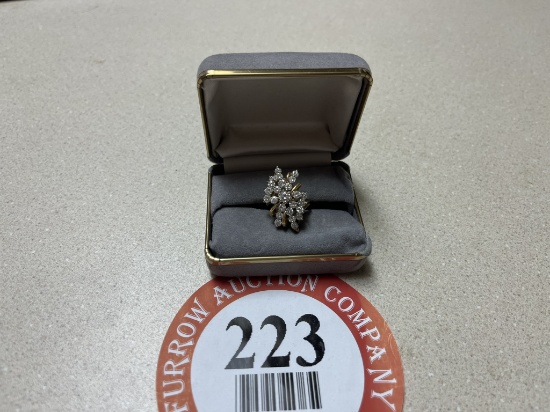 FURROW AUCTION COMPANY
223